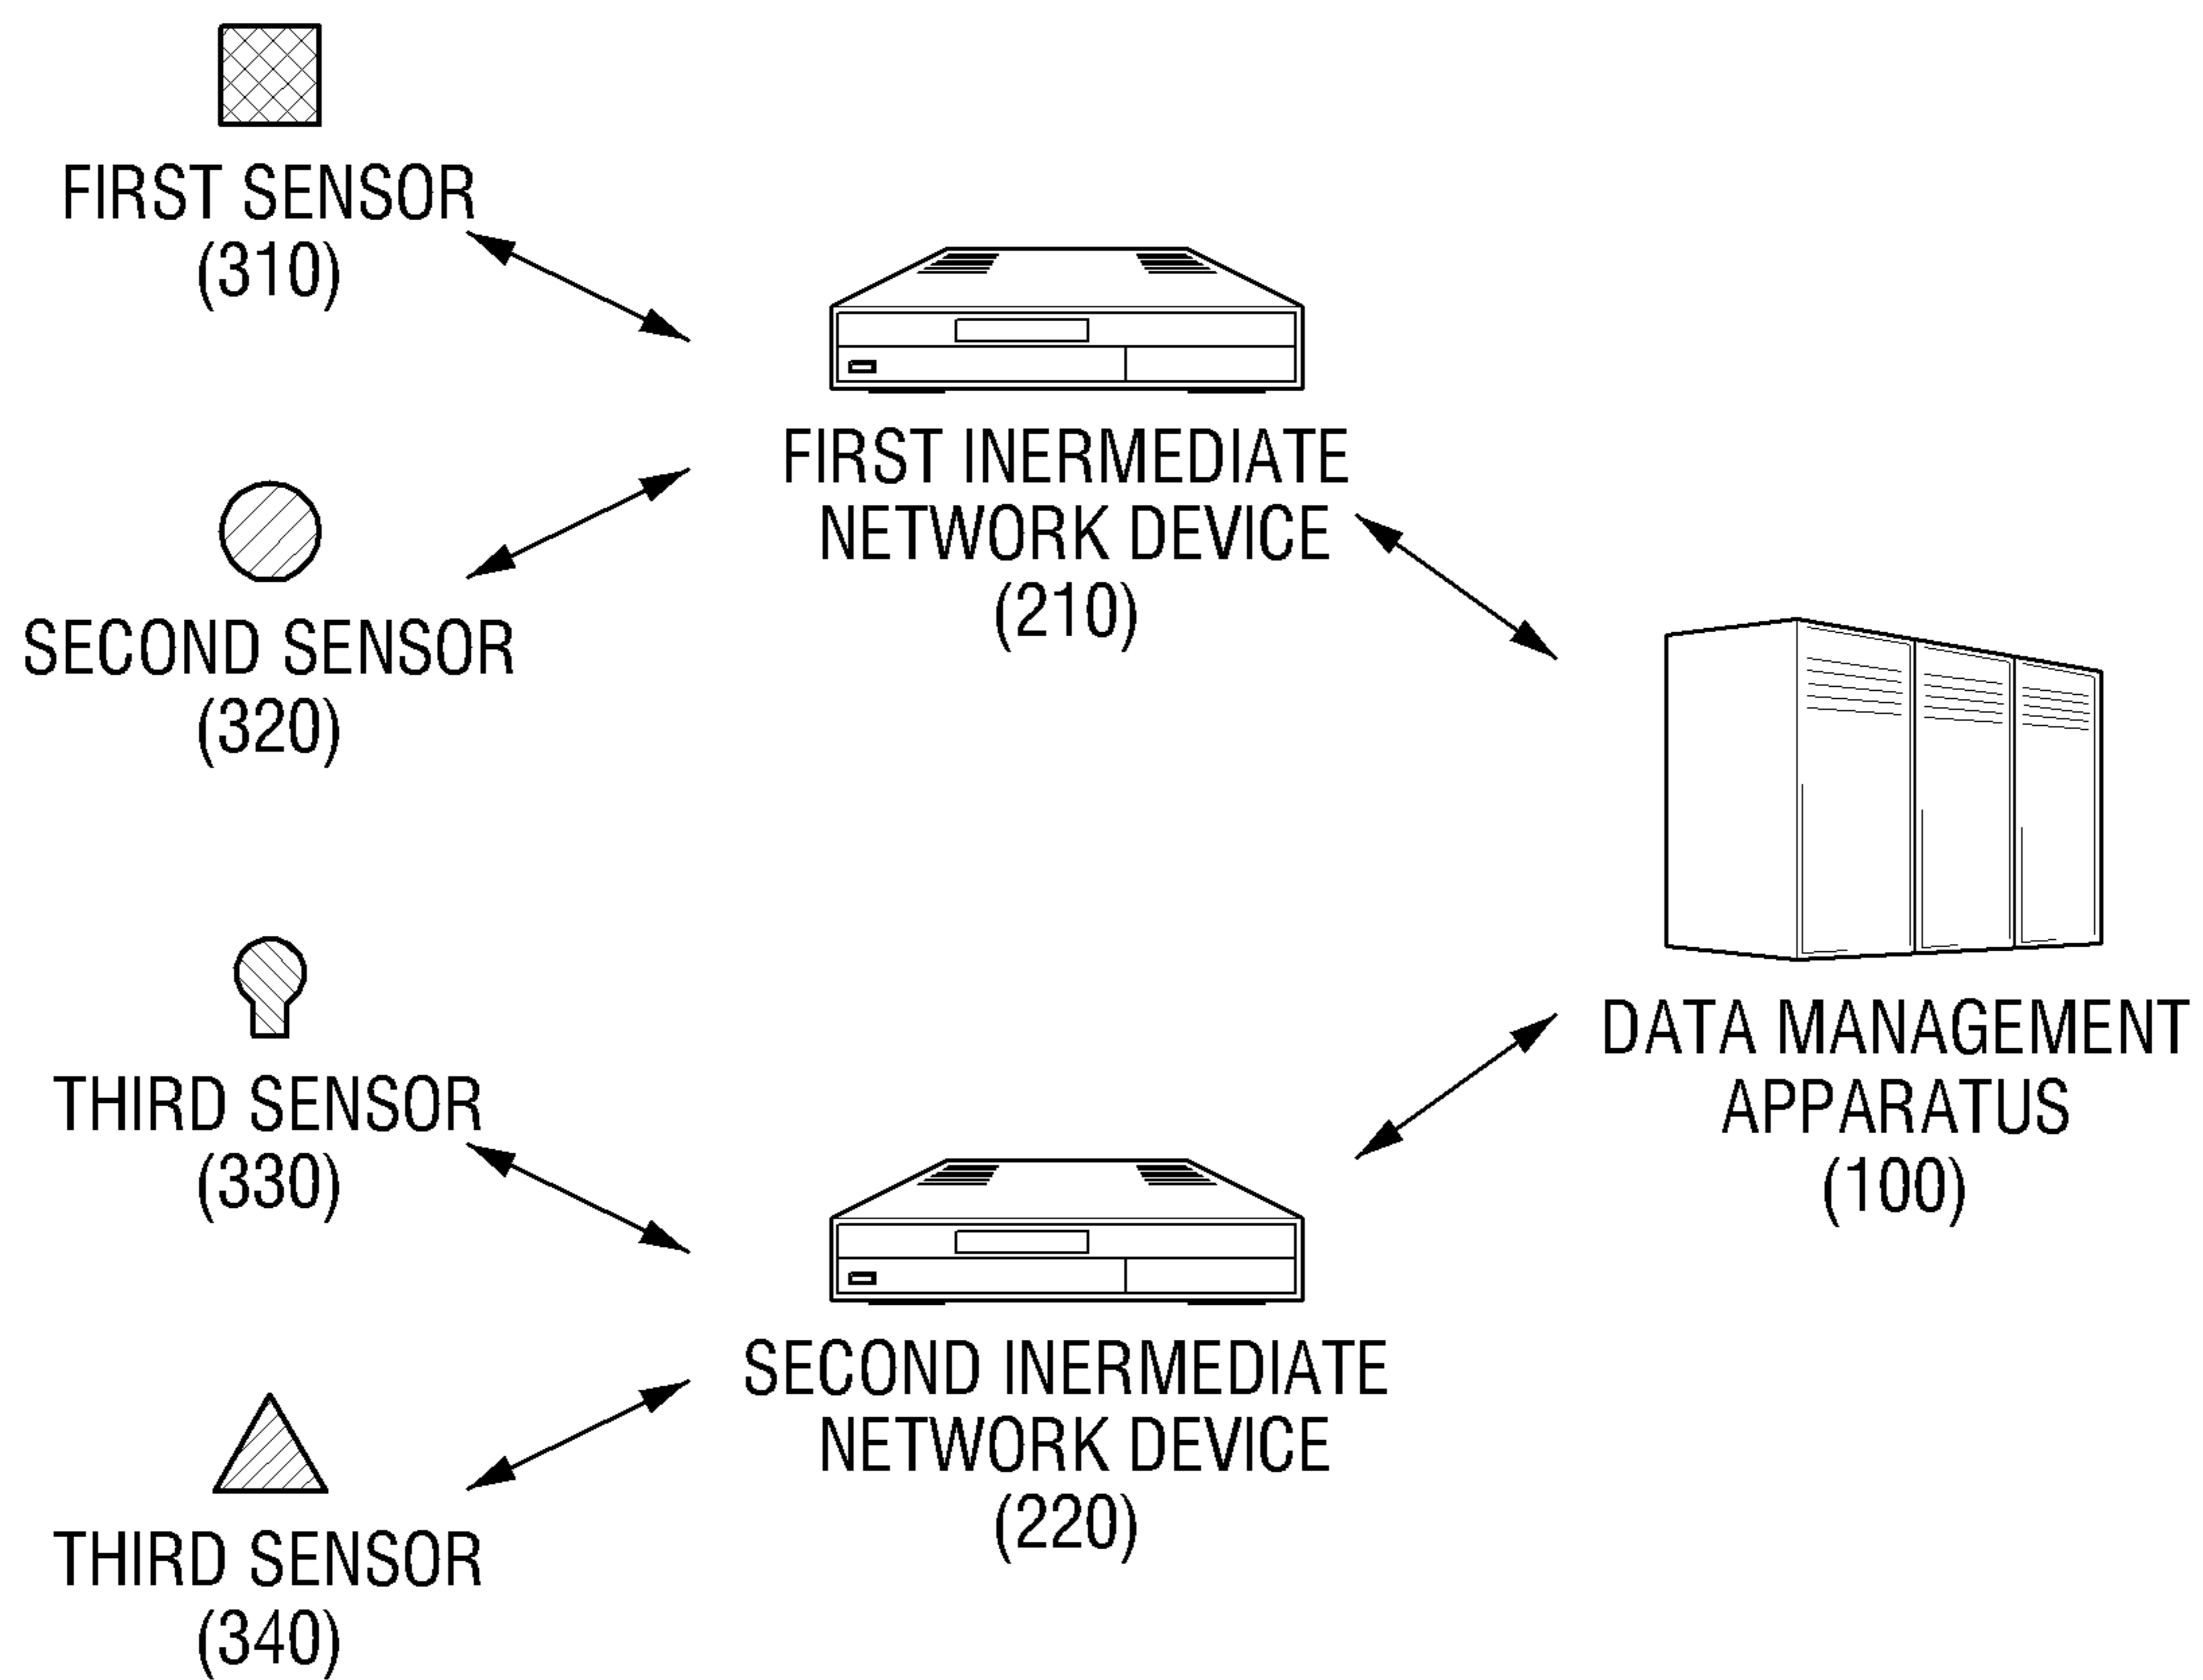 FIRST SENSOR
(310)
SECOND SENSOR
(320)
THIRD SENSOR
(330)
THIRD SENSOR
(340)
FIRST INERMEDIATE
NETWORK DEVICE
(210)
SECOND INERMEDIATE
NETWORK DEVICE
(220)
DATA MANAGEMENT
APPARATUS
(100)